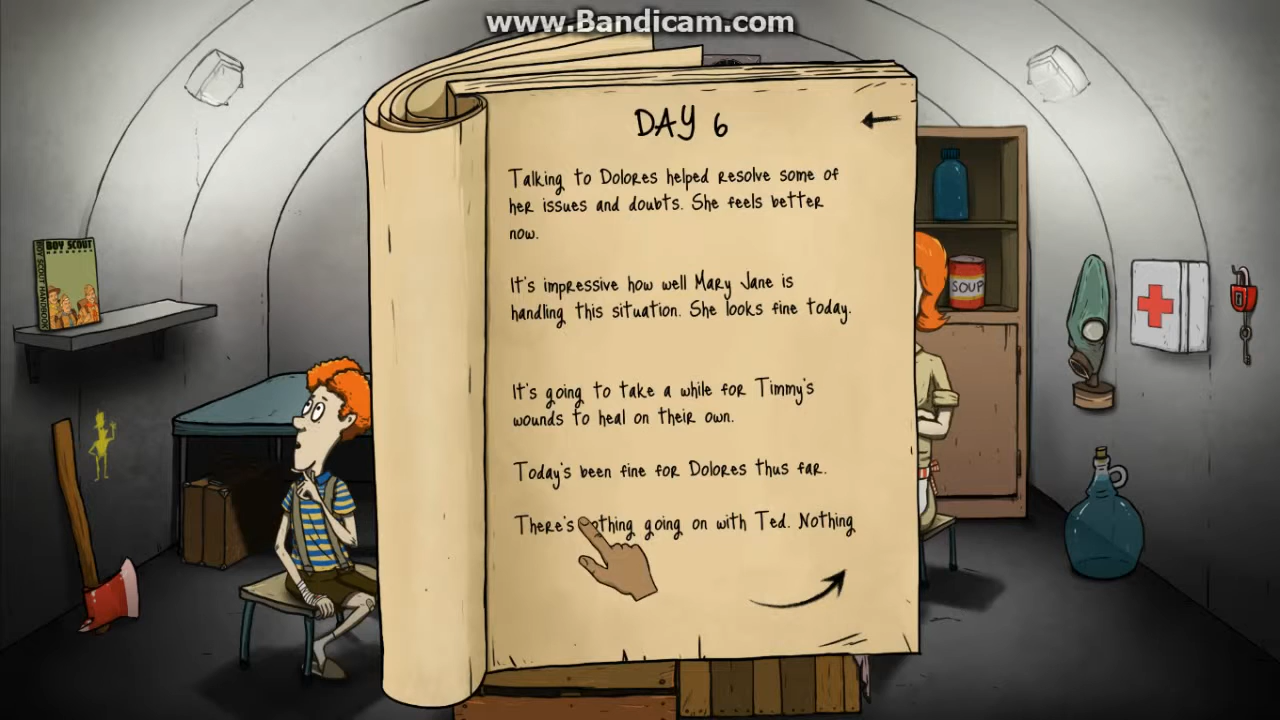 www.Bandicam.com
DAY 6
Talking to Dolores helped resolve some of
her issues and doubts. She feels better
now.
It's impressive how well Mary Jane is
handling this situation. She looks fine today.
It's going to take a while for Timmy's
wounds to heal on their own.
Today's been fine for Dolores thus far.
There's nothing going on with Ted. Nothing
BOY SCOUT
BOY SCOUT HANDBOOK
SOUP